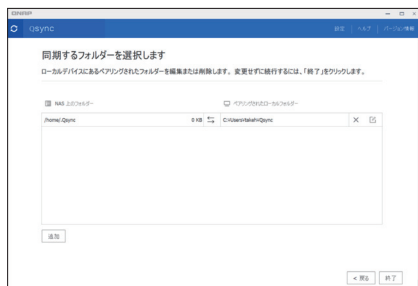 Qsync
設定 | ヘルプ | バージョン情報
同期するフォルダーを選択します
ローカルデバイスにあるペアリングされたフォルダーを編集または削除します。変更せずに続行するには、「終了」をクリックします。
NAS 上のフォルダー
ペアリングされたローカルフォルダー
/home/.Qsync
0 KB
C:\Users\takah\Qsync
追加
< 戻る
終了